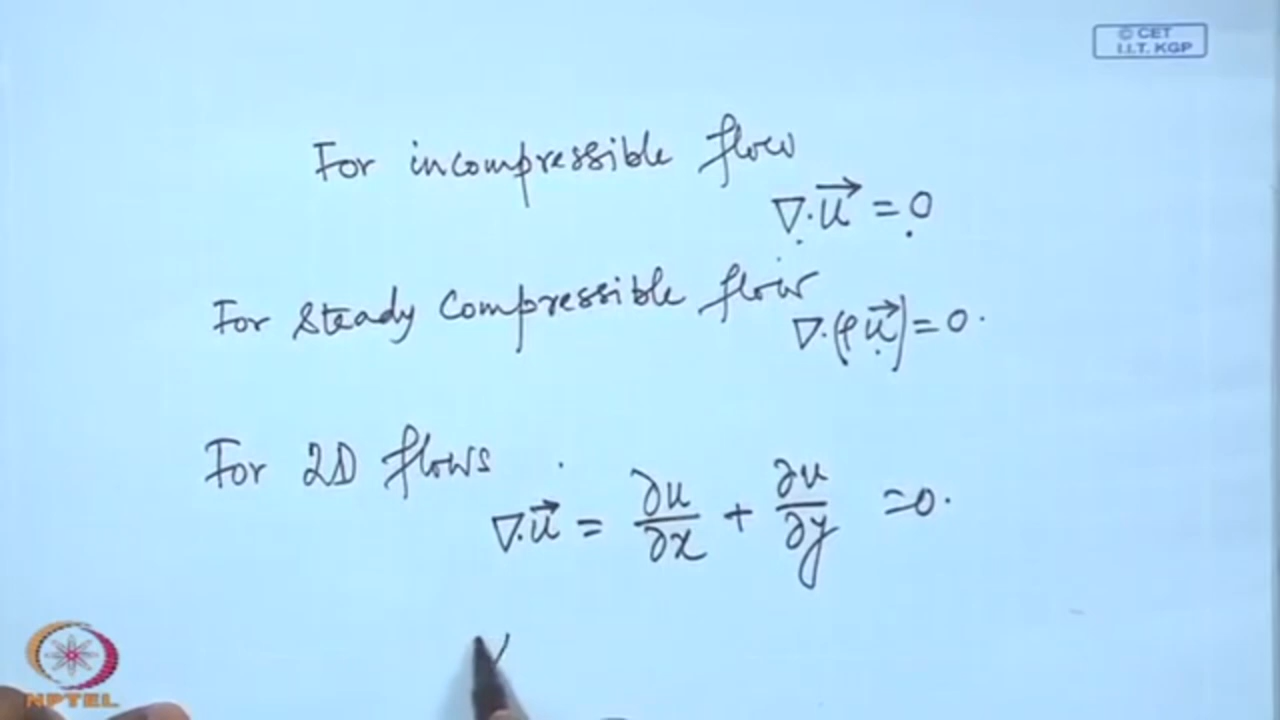 © CET
I.I.T. KGP
For incompressible flow
∇·u⃗ = 0
For steady compressible flow
∇·(ρu⃗) = 0.
For 2D flows
∇·u⃗ = ∂u/∂x + ∂v/∂y = 0.
NPTEL